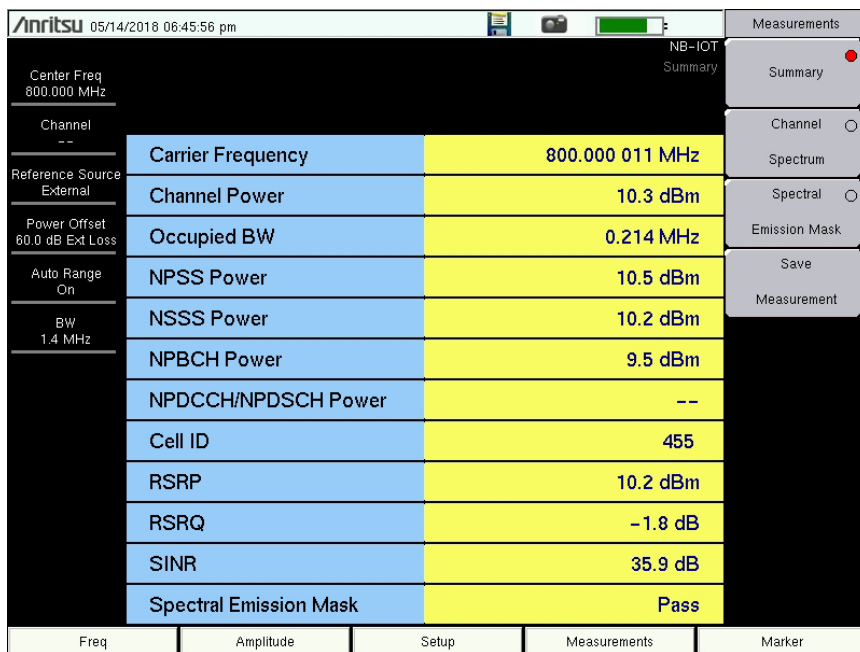 Anritsu 05/14/2018 06:45:56 pm
Measurements
NB-IOT
Summary
Center Freq
800.000 MHz
Channel
--
Reference Source
External
Power Offset
60.0 dB Ext Loss
Auto Range
On
BW
1.4 MHz
Carrier Frequency 800.000 011 MHz
Channel Power 10.3 dBm
Occupied BW 0.214 MHz
NPSS Power 10.5 dBm
NSSS Power 10.2 dBm
NPBCH Power 9.5 dBm
NPDCCH/NPDSCH Power --
Cell ID 455
RSRP 10.2 dBm
RSRQ -1.8 dB
SINR 35.9 dB
Spectral Emission Mask Pass
Summary
Channel
Spectrum
Spectral
Emission Mask
Save
Measurement
Freq Amplitude Setup Measurements Marker